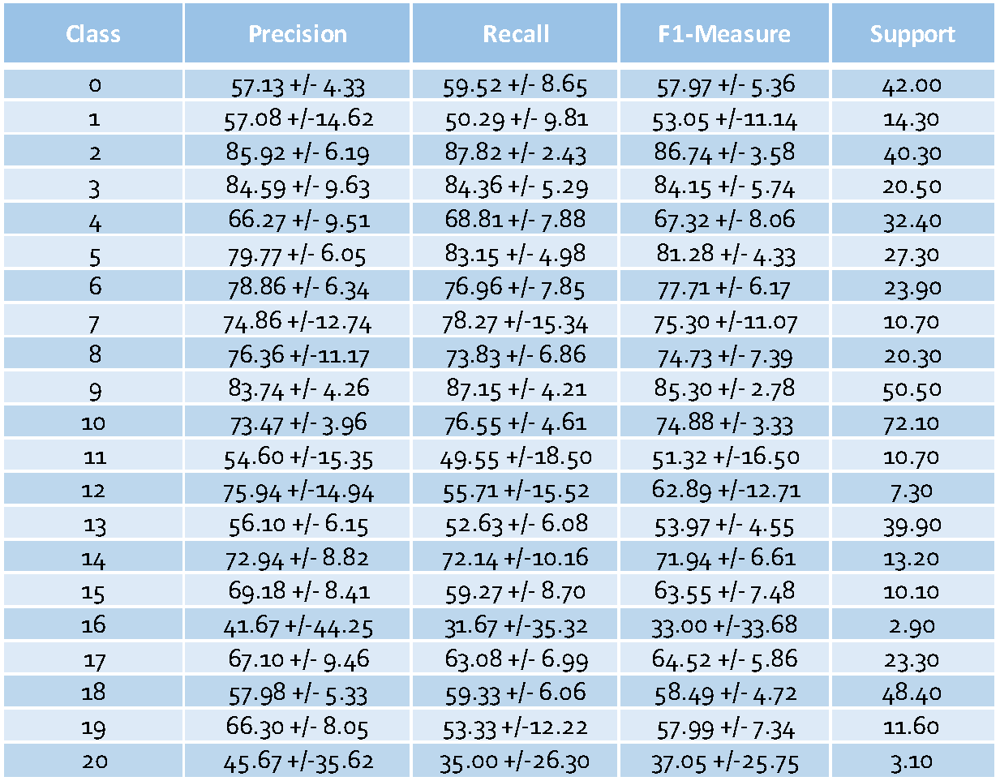 Class Precision Recall F1-Measure Support
0 57.13 +/- 4.33 59.52 +/- 8.65 57.97 +/- 5.36 42.00
1 57.08 +/-14.62 50.29 +/- 9.81 53.05 +/-11.14 14.30
2 85.92 +/- 6.19 87.82 +/- 2.43 86.74 +/- 3.58 40.30
3 84.59 +/- 9.63 84.36 +/- 5.29 84.15 +/- 5.74 20.50
4 66.27 +/- 9.51 68.81 +/- 7.88 67.32 +/- 8.06 32.40
5 79.77 +/- 6.05 83.15 +/- 4.98 81.28 +/- 4.33 27.30
6 78.86 +/- 6.34 76.96 +/- 7.85 77.71 +/- 6.17 23.90
7 74.86 +/-12.74 78.27 +/-15.34 75.30 +/-11.07 10.70
8 76.36 +/-11.17 73.83 +/- 6.86 74.73 +/- 7.39 20.30
9 83.74 +/- 4.26 87.15 +/- 4.21 85.30 +/- 2.78 50.50
10 73.47 +/- 3.96 76.55 +/- 4.61 74.88 +/- 3.33 72.10
11 54.60 +/-15.35 49.55 +/-18.50 51.32 +/-16.50 10.70
12 75.94 +/-14.94 55.71 +/-15.52 62.89 +/-12.71 7.30
13 56.10 +/- 6.15 52.63 +/- 6.08 53.97 +/- 4.55 39.90
14 72.94 +/- 8.82 72.14 +/-10.16 71.94 +/- 6.61 13.20
15 69.18 +/- 8.41 59.27 +/- 8.70 63.55 +/- 7.48 10.10
16 41.67 +/-44.25 31.67 +/-35.32 33.00 +/-33.68 2.90
17 67.10 +/- 9.46 63.08 +/- 6.99 64.52 +/- 5.86 23.30
18 57.98 +/- 5.33 59.33 +/- 6.06 58.49 +/- 4.72 48.40
19 66.30 +/- 8.05 53.33 +/-12.22 57.99 +/- 7.34 11.60
20 45.67 +/-35.62 35.00 +/-26.30 37.05 +/-25.75 3.10